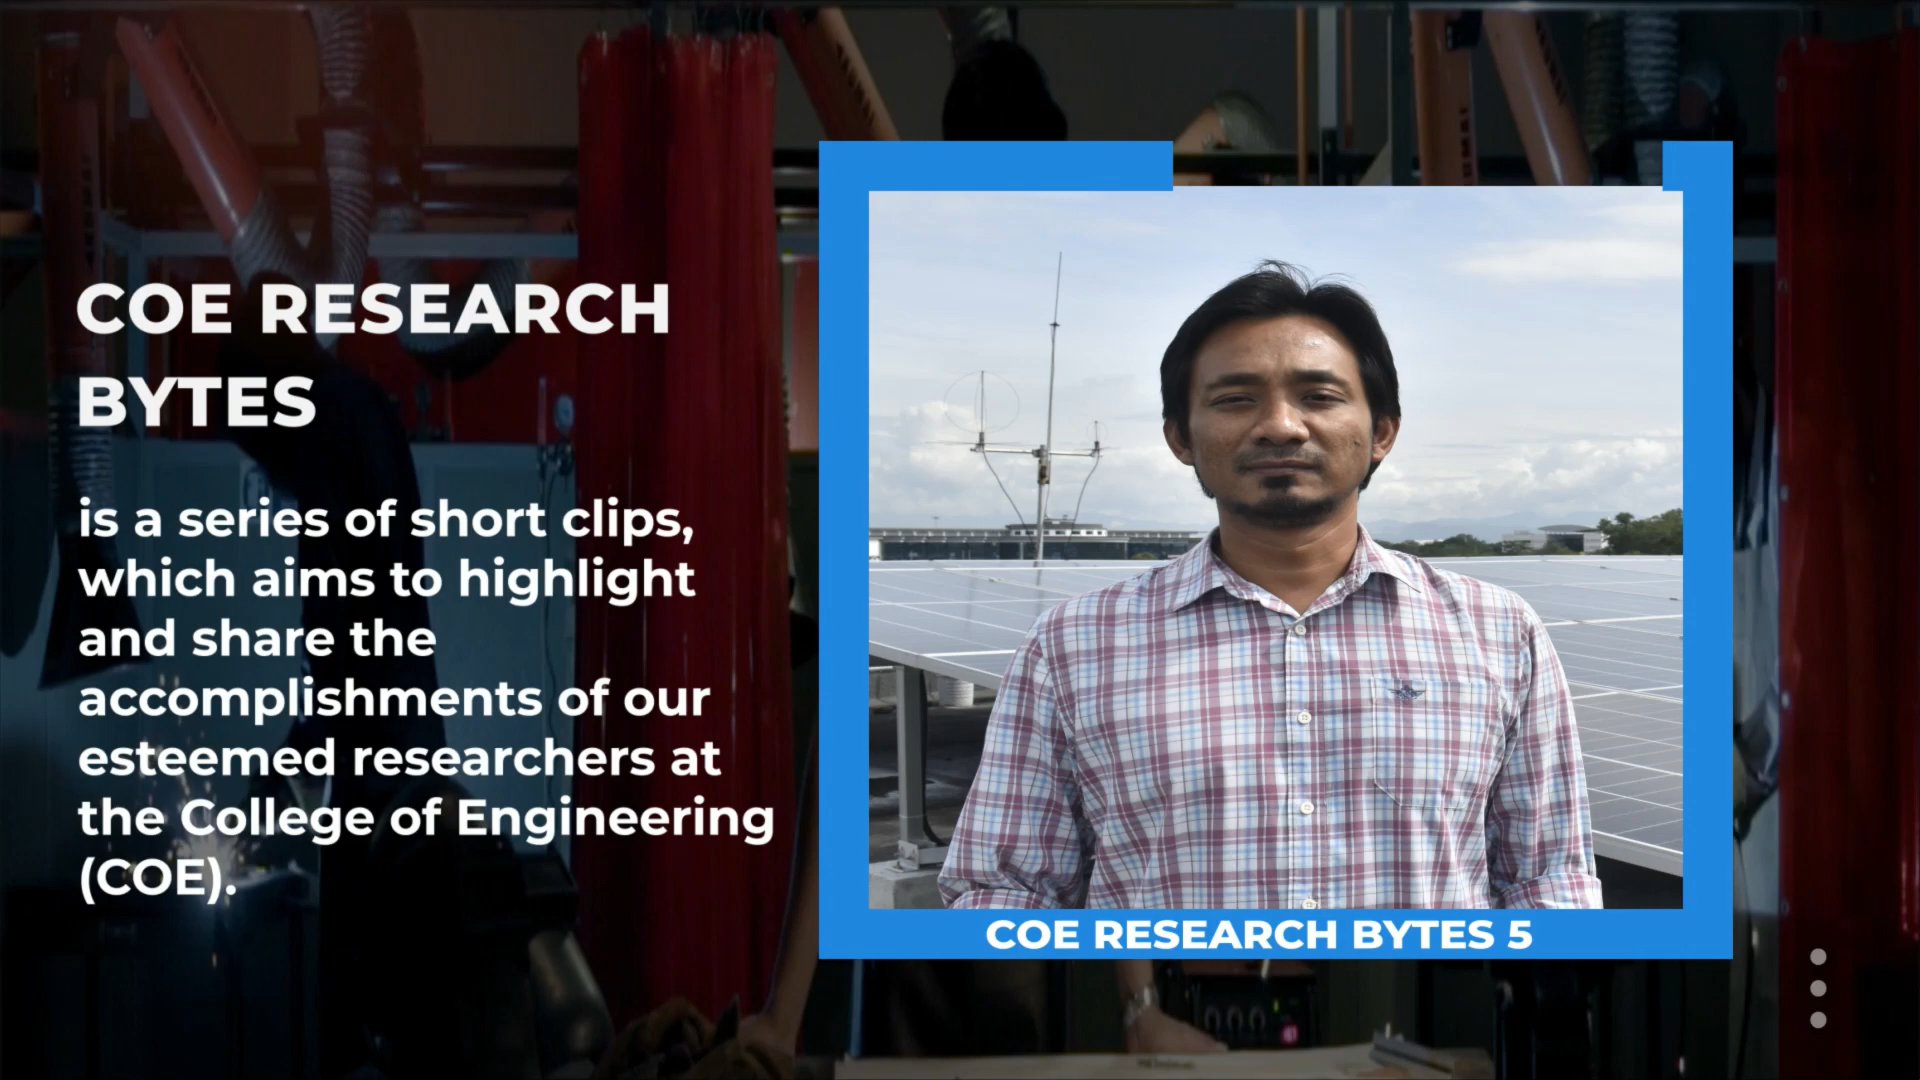 COE RESEARCH
BYTES
is a series of short clips,
which aims to highlight
and share the
accomplishments of our
esteemed researchers at
the College of Engineering
(COE).
COE RESEARCH BYTES 5